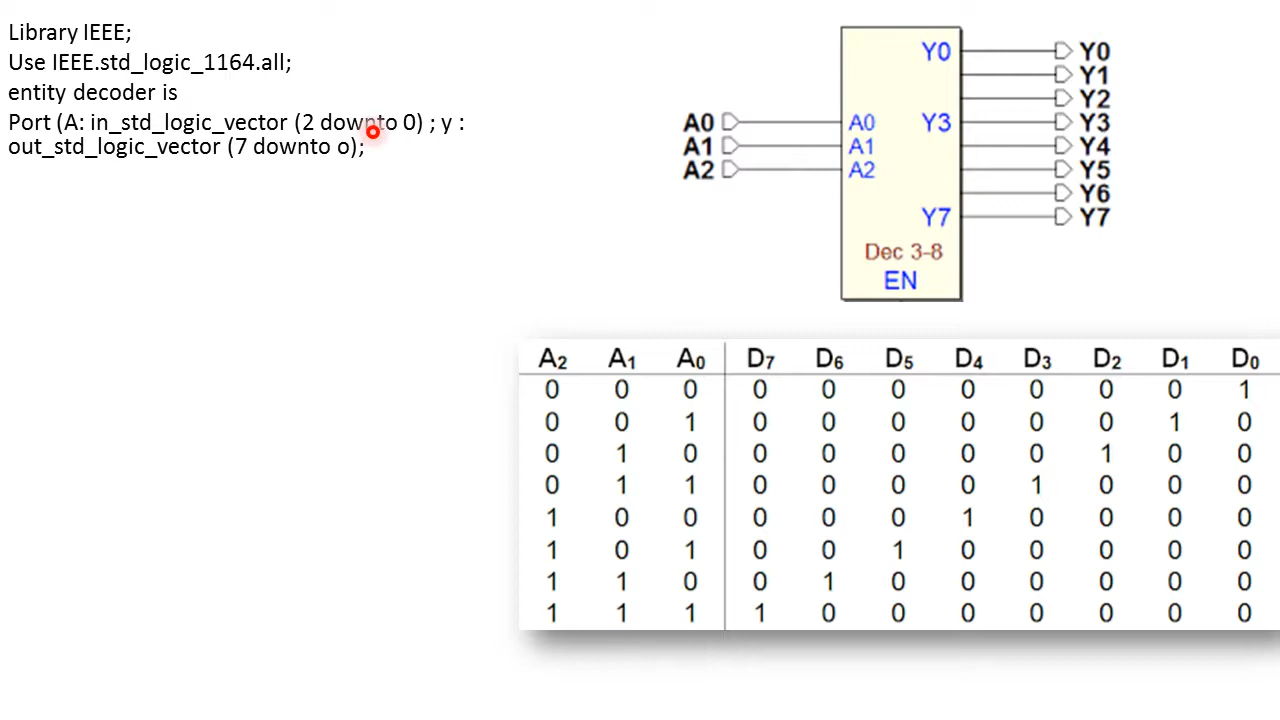 Library IEEE;
Use IEEE.std_logic_1164.all;
entity decoder is
Port (A: in_std_logic_vector (2 downto 0) ; y :
out_std_logic_vector (7 downto o);
Y0 Y0
Y1
Y2
A0 A0 Y3 Y3
A1 A1 Y4
A2 A2 Y5
Y6
Y7 Y7
Dec 3-8
EN
A2 A1 A0 D7 D6 D5 D4 D3 D2 D1 D0
0 0 0 0 0 0 0 0 0 0 1
0 0 1 0 0 0 0 0 0 1 0
0 1 0 0 0 0 0 0 1 0 0
0 1 1 0 0 0 0 1 0 0 0
1 0 0 0 0 0 1 0 0 0 0
1 0 1 0 0 1 0 0 0 0 0
1 1 0 0 1 0 0 0 0 0 0
1 1 1 1 0 0 0 0 0 0 0